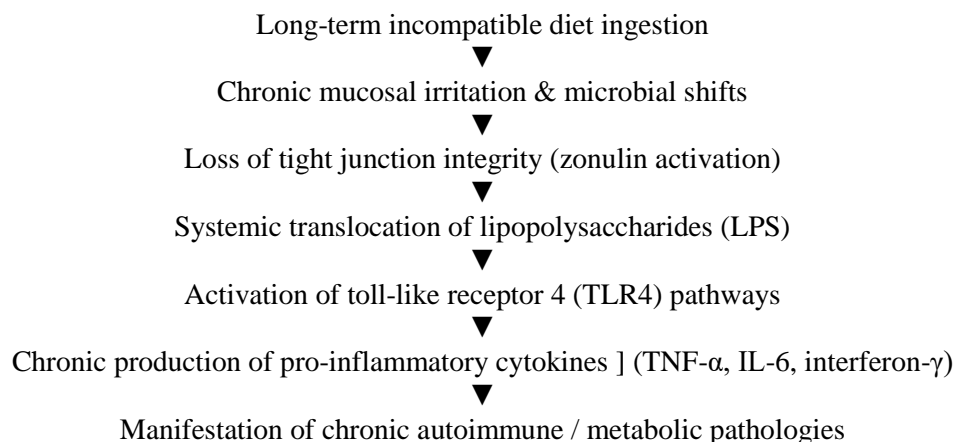 Long-term incompatible diet ingestion
▼
Chronic mucosal irritation & microbial shifts
▼
Loss of tight junction integrity (zonulin activation)
▼
Systemic translocation of lipopolysaccharides (LPS)
▼
Activation of toll-like receptor 4 (TLR4) pathways
▼
Chronic production of pro-inflammatory cytokines ] (TNF-α, IL-6, interferon-γ)
▼
Manifestation of chronic autoimmune / metabolic pathologies